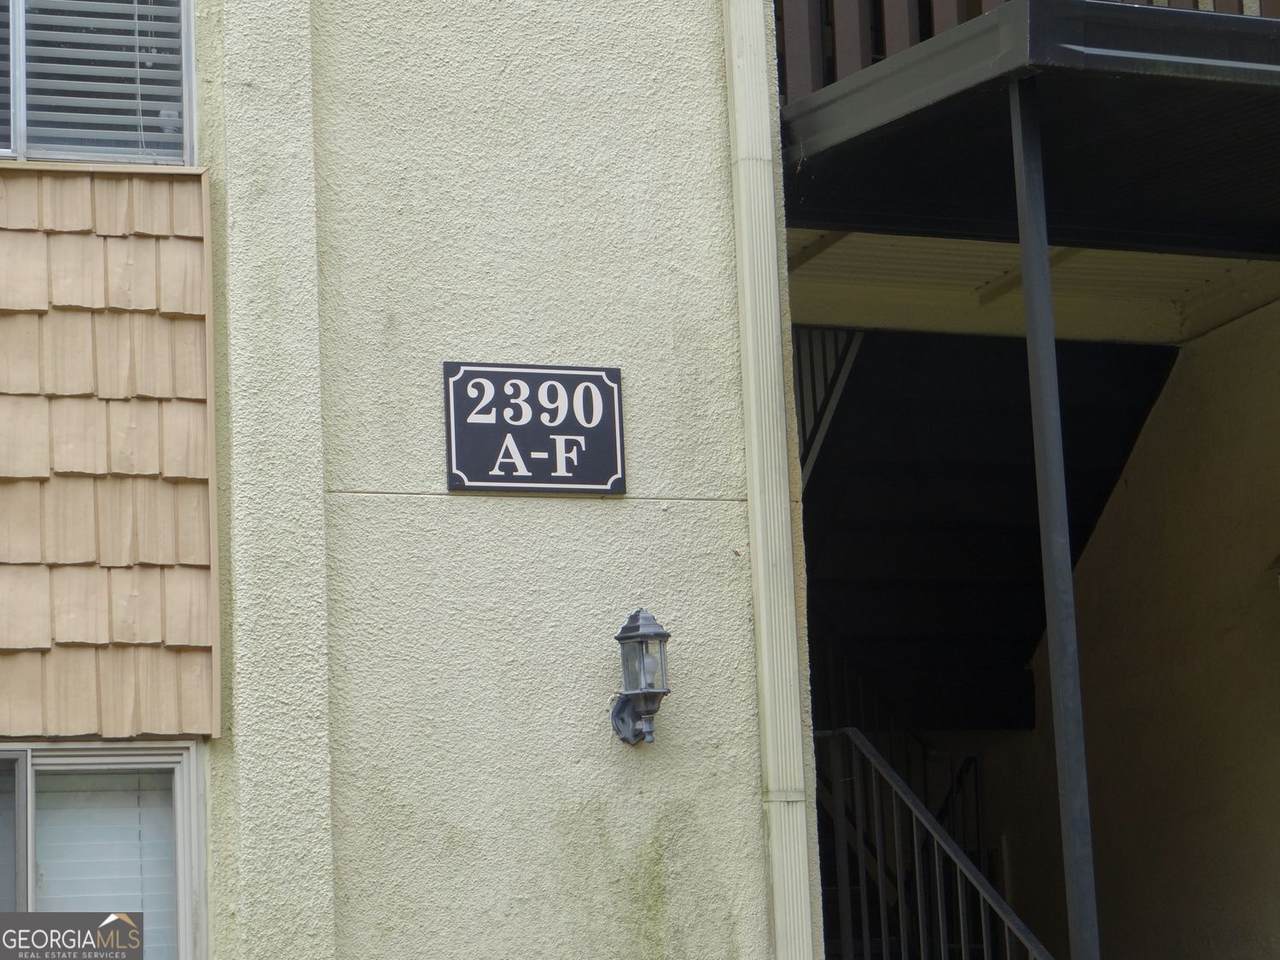 2390
A-F
GEORGIAMLS
REAL ESTATE SERVICES